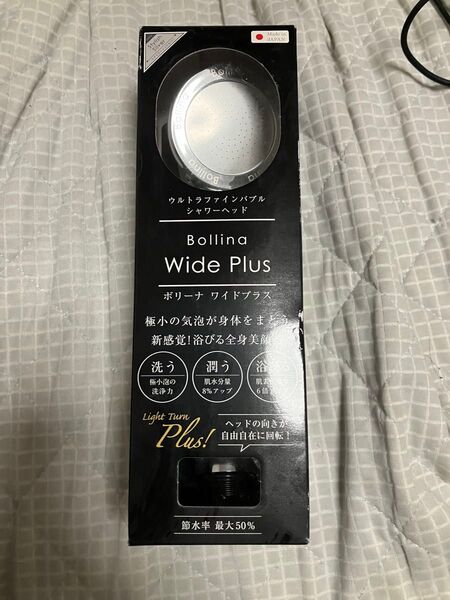 Made in
JAPAN
Bollina
Bollina
ウルトラファインバブル
シャワーヘッド
Bollina
Wide Plus
ボリーナ ワイドプラス
極小の気泡が身体をまとう
新感覚!浴びる全身美顔
洗う
極小泡の
洗浄力
潤う
肌水分量
8%アップ
浴
6倍
Light Turn
Plus!
ヘッドの向きが
自由自在に回転!
節水率 最大50%